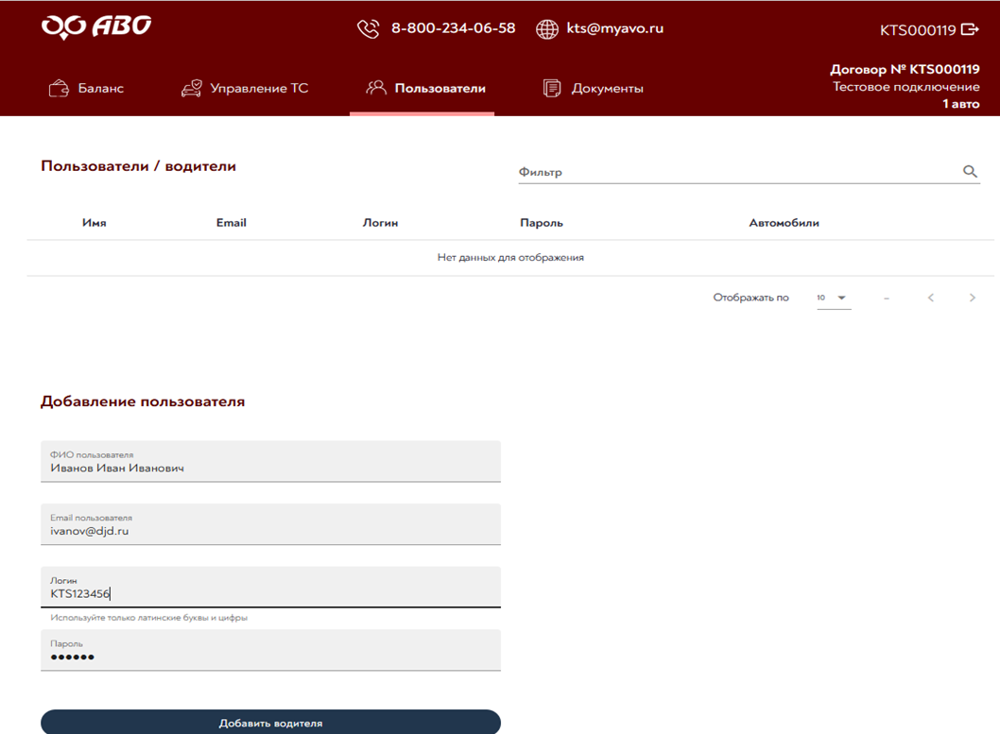 АВО
8-800-234-06-58
kts@myavo.ru
KTS000119
Баланс
Управление ТС
Пользователи
Документы
Договор № KTS000119
Тестовое подключение
1 авто
Пользователи / водители
Фильтр
Имя Email Логин Пароль Автомобили
Нет данных для отображения
Отображать по 10 –
Добавление пользователя
ФИО пользователя
Иванов Иван Иванович
Email пользователя
ivanov@djd.ru
Логин
KTS123456
Используйте только латинские буквы и цифры
Пароль
••••••
Добавить водителя